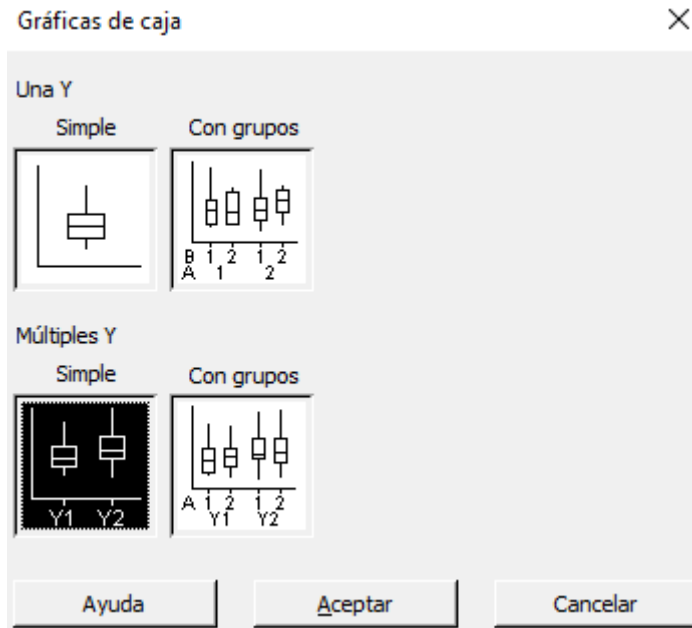 Gráficas de caja
Una Y
Simple Con grupos
B 1 2 1 2
A 1 2
Múltiples Y
Simple Con grupos
Y1 Y2
A 1 2 1 2
Y1 Y2
Ayuda Aceptar Cancelar